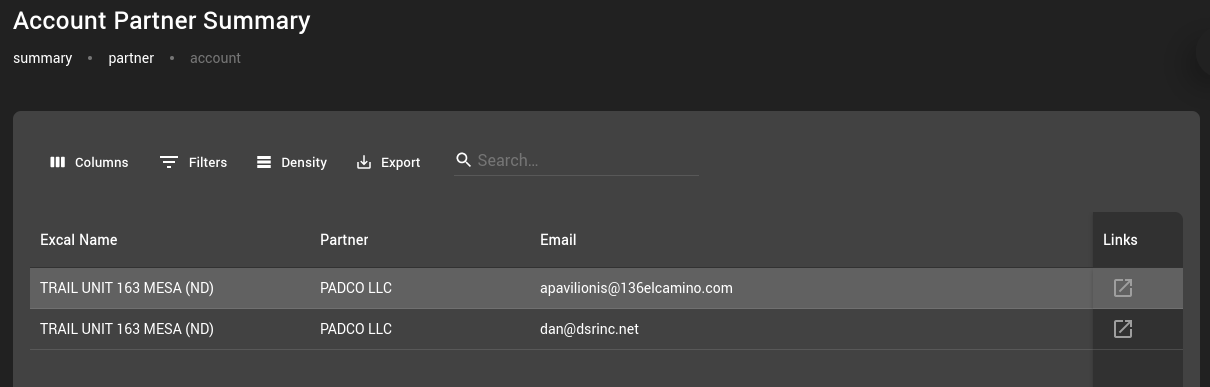 Account Partner Summary
summary • partner • account
Columns Filters Density Export Search...
Excal Name Partner Email Links
TRAIL UNIT 163 MESA (ND) PADCO LLC apavilionis@136elcamino.com
TRAIL UNIT 163 MESA (ND) PADCO LLC dan@dsrinc.net